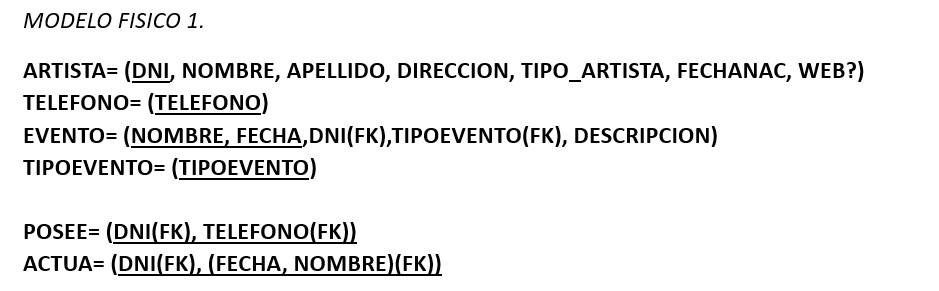 MODELO FISICO 1.
ARTISTA= (DNI, NOMBRE, APELLIDO, DIRECCION, TIPO_ARTISTA, FECHANAC, WEB?)
TELEFONO= (TELEFONO)
EVENTO= (NOMBRE, FECHA,DNI(FK),TIPOEVENTO(FK), DESCRIPCION)
TIPOEVENTO= (TIPOEVENTO)
POSEE= (DNI(FK), TELEFONO(FK))
ACTUA= (DNI(FK), (FECHA, NOMBRE)(FK))